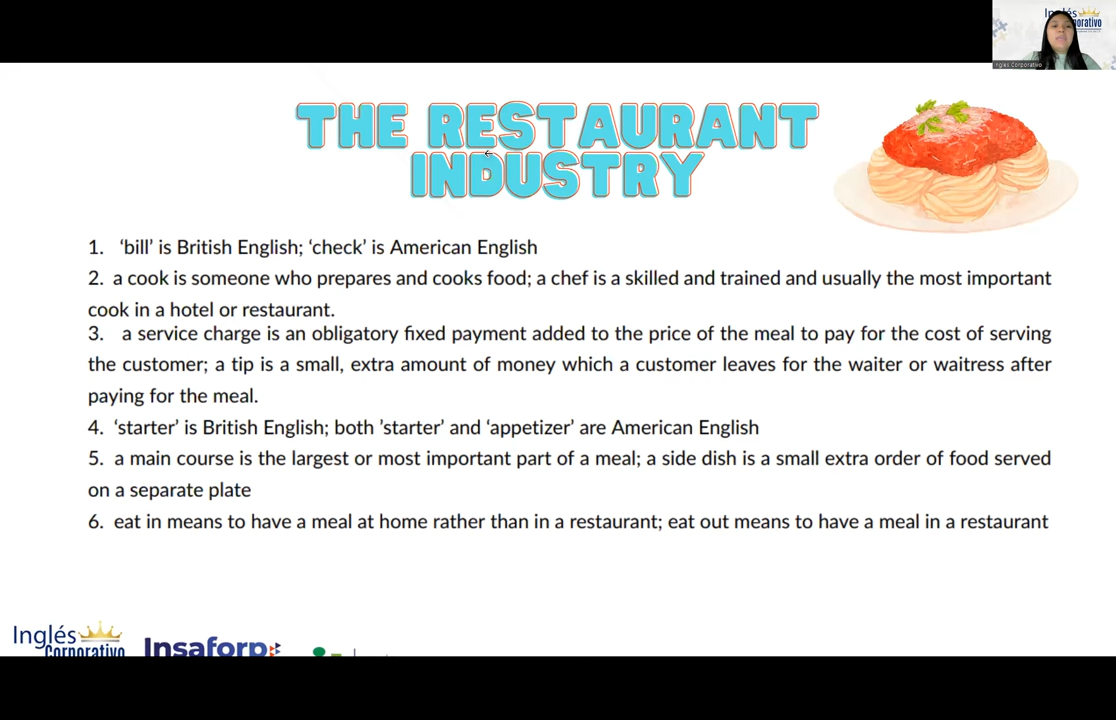 Inglés
Corporativo
Inglés Corporativo
THE RESTAURANT
INDUSTRY
1. ‘bill’ is British English; ‘check’ is American English
2. a cook is someone who prepares and cooks food; a chef is a skilled and trained and usually the most important
cook in a hotel or restaurant.
3. a service charge is an obligatory fixed payment added to the price of the meal to pay for the cost of serving
the customer; a tip is a small, extra amount of money which a customer leaves for the waiter or waitress after
paying for the meal.
4. ‘starter’ is British English; both ’starter’ and ‘appetizer’ are American English
5. a main course is the largest or most important part of a meal; a side dish is a small extra order of food served
on a separate plate
6. eat in means to have a meal at home rather than in a restaurant; eat out means to have a meal in a restaurant
Inglés
Corporativo
Insaforp